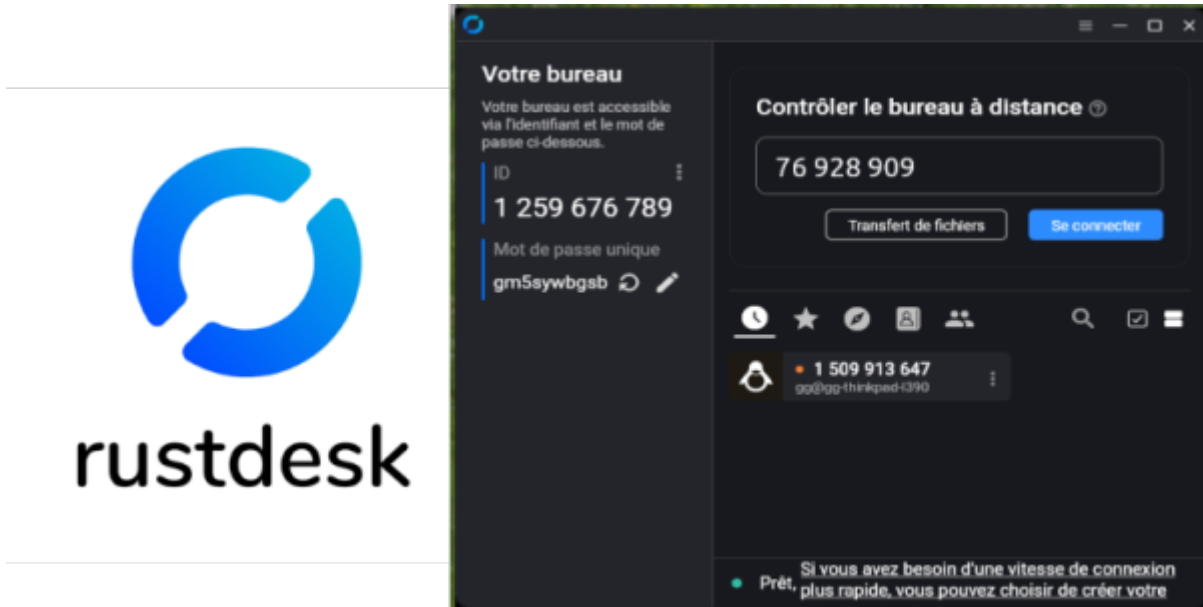 rustdesk
Votre bureau
Votre bureau est accessible
via l'identifiant et le mot de
passe ci-dessous.
ID
1 259 676 789
Mot de passe unique
gm5sywbgsb
Contrôler le bureau à distance
76 928 909
Transfert de fichiers
Se connecter
1 509 913 647
gg@gg-thinkpad-l390
Prêt,
Si vous avez besoin d'une vitesse de connexion
plus rapide, vous pouvez choisir de créer votre